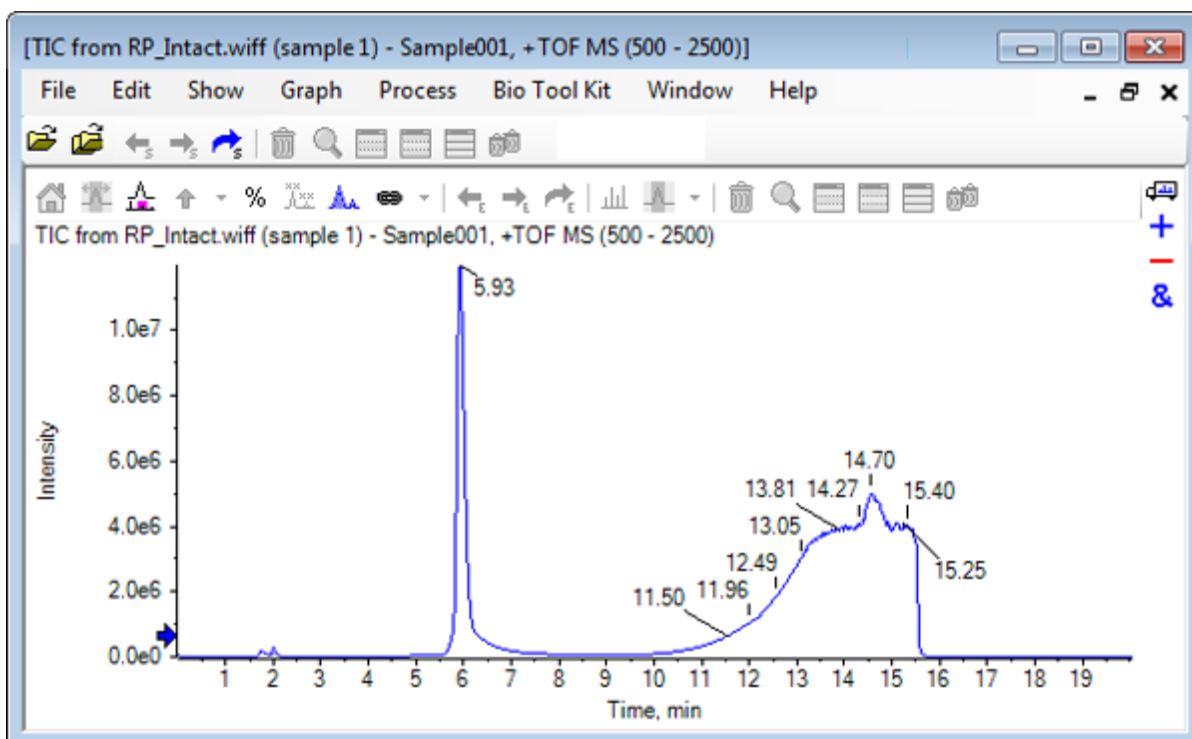 [TIC from RP_Intact.wiff (sample 1) - Sample001, +TOF MS (500 - 2500)]
File Edit Show Graph Process Bio Tool Kit Window Help
S S S
% E E E
TIC from RP_Intact.wiff (sample 1) - Sample001, +TOF MS (500 - 2500)
+
−
&
5.93
1.0e7
8.0e6
6.0e6
14.70
13.81 14.27 15.40
4.0e6
13.05
12.49
15.25
2.0e6
11.50 11.96
0.0e0
Intensity
1 2 3 4 5 6 7 8 9 10 11 12 13 14 15 16 17 18 19
Time, min